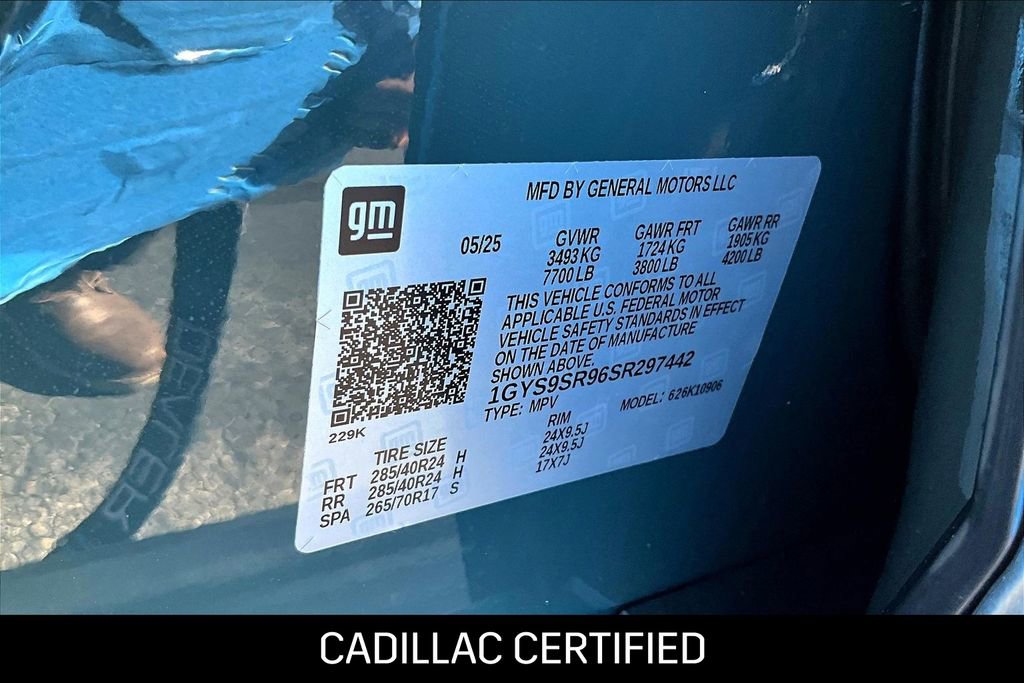 gm
MFD BY GENERAL MOTORS LLC
05/25
GVWR
3493 KG
7700 LB
GAWR FRT
1724 KG
3800 LB
GAWR RR
1905 KG
4200 LB
THIS VEHICLE CONFORMS TO ALL
APPLICABLE U.S. FEDERAL MOTOR
VEHICLE SAFETY STANDARDS IN EFFECT
ON THE DATE OF MANUFACTURE
SHOWN ABOVE.
1GYS9SR96SR297442
TYPE: MPV MODEL: 626K10906
229K
TIRE SIZE RIM
FRT 285/40R24 H 24X9.5J
RR 285/40R24 H 24X9.5J
SPA 265/70R17 S 17X7J
CADILLAC CERTIFIED